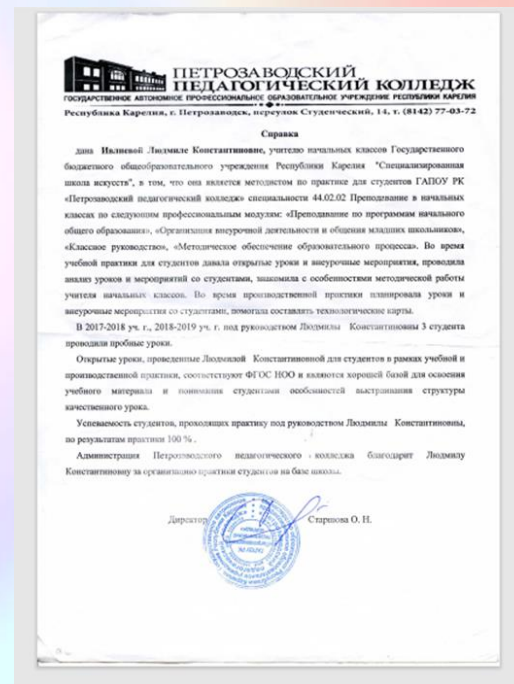 ПЕТРОЗАВОДСКИЙ
ПЕДАГОГИЧЕСКИЙ КОЛЛЕДЖ
ГОСУДАРСТВЕННОЕ АВТОНОМНОЕ ПРОФЕССИОНАЛЬНОЕ ОБРАЗОВАТЕЛЬНОЕ УЧРЕЖДЕНИЕ РЕСПУБЛИКИ КАРЕЛИЯ
Республика Карелия, г. Петрозаводск, переулок Студенческий, 14, т. (8142) 77-03-72
Справка
дана Ивлиевой Людмиле Константиновне, учителю начальных классов Государственного
бюджетного общеобразовательного учреждения Республики Карелия "Специализированная
школа искусств", в том, что она является методистом по практике для студентов ГАПОУ РК
«Петрозаводский педагогический колледж» специальности 44.02.02 Преподавание в начальных
классах по следующим профессиональным модулям: «Преподавание по программам начального
общего образования», «Организация внеурочной деятельности и общения младших школьников»,
«Классное руководство», «Методическое обеспечение образовательного процесса». Во время
учебной практики для студентов давала открытые уроки и внеурочные мероприятия, проводила
анализ уроков и мероприятий со студентами, знакомила с особенностями методической работы
учителя начальных классов. Во время производственной практики планировала уроки и
внеурочные мероприятия со студентами, помогала составлять технологические карты.
В 2017-2018 уч. г., 2018-2019 уч. г. под руководством Людмилы Константиновны 3 студента
проводили пробные уроки.
Открытые уроки, проведенные Людмилой Константиновной для студентов в рамках учебной и
производственной практики, соответствуют ФГОС НОО и являются хорошей базой для освоения
учебного материала и понимания студентами особенностей выстраивания структуры
качественного урока.
Успеваемость студентов, проходящих практику под руководством Людмилы Константиновны,
по результатам практики 100 % .
Администрация Петрозаводского педагогического колледжа благодарит Людмилу
Константиновну за организацию практики студентов на базе школы.
Директор Старшова О. Н.